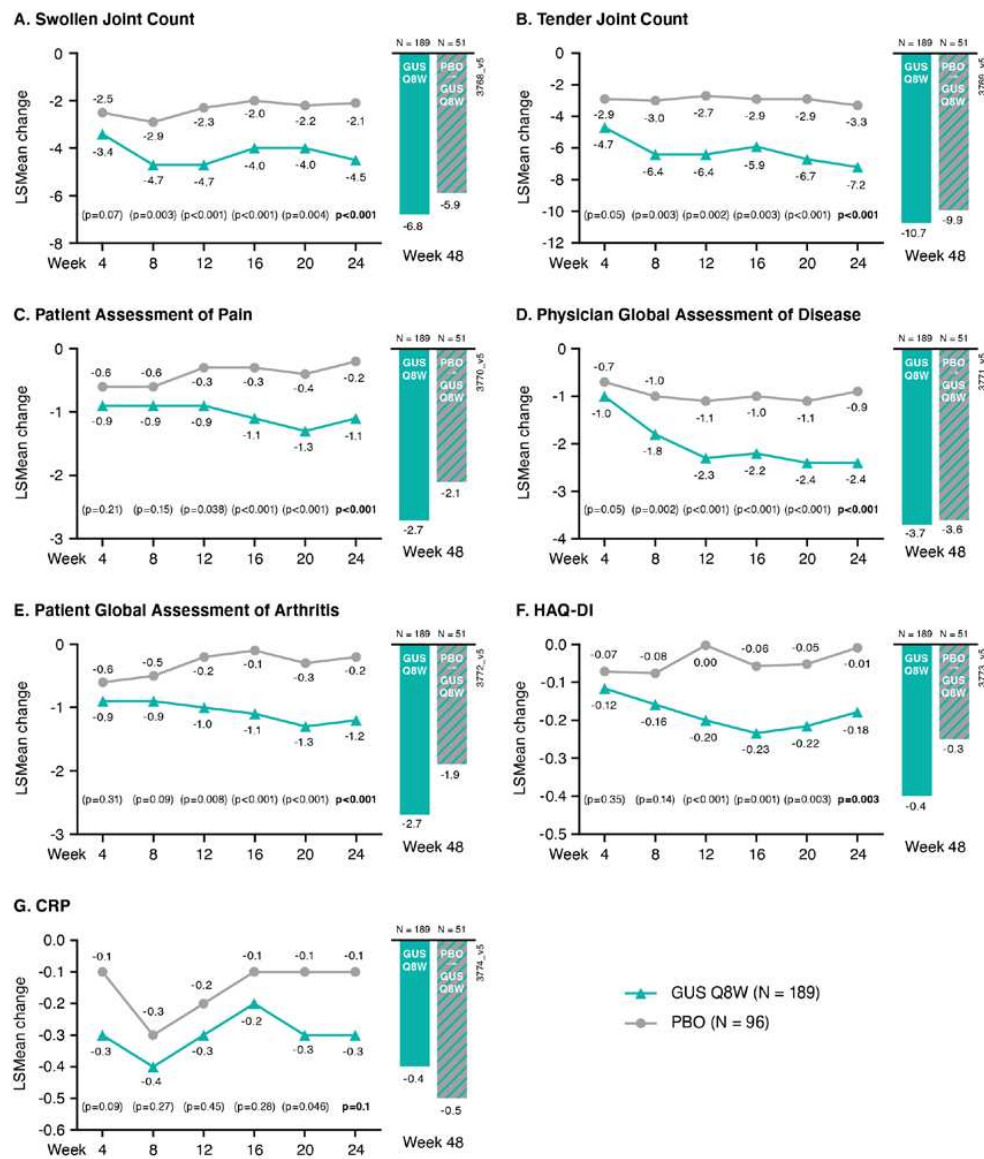 A. Swollen Joint Count
N = 189 N = 51
GUS Q8W
PBO → GUS Q8W
3768_v5
LSMean change
0
-2
-4
-6
-8
-2.5 -2.9 -2.3 -2.0 -2.2 -2.1
-3.4 -4.7 -4.7 -4.0 -4.0 -4.5
(p=0.07) (p=0.003) (p<0.001) (p<0.001) (p=0.004) p<0.001
-6.8 -5.9
Week 4 8 12 16 20 24
Week 48
B. Tender Joint Count
N = 189 N = 51
GUS Q8W
PBO → GUS Q8W
3769_v5
LSMean change
0
-2
-4
-6
-8
-10
-12
-2.9 -3.0 -2.7 -2.9 -2.9 -3.3
-4.7 -6.4 -6.4 -5.9 -6.7 -7.2
(p=0.05) (p=0.003) (p=0.002) (p=0.003) (p<0.001) p<0.001
-10.7 -9.9
Week 4 8 12 16 20 24
Week 48
C. Patient Assessment of Pain
N = 189 N = 51
GUS Q8W
PBO → GUS Q8W
3770_v5
LSMean change
0
-1
-2
-3
-0.6 -0.6 -0.3 -0.3 -0.4 -0.2
-0.9 -0.9 -0.9 -1.1 -1.3 -1.1
(p=0.21) (p=0.15) (p=0.038) (p<0.001) (p<0.001) p<0.001
-2.7 -2.1
Week 4 8 12 16 20 24
Week 48
D. Physician Global Assessment of Disease
N = 189 N = 51
GUS Q8W
PBO → GUS Q8W
3771_v5
LSMean change
0
-1
-2
-3
-4
-0.7 -1.0 -1.1 -1.0 -1.1 -0.9
-1.0 -1.8 -2.3 -2.2 -2.4 -2.4
(p=0.05) (p=0.002) (p<0.001) (p<0.001) (p<0.001) p<0.001
-3.7 -3.6
Week 4 8 12 16 20 24
Week 48
E. Patient Global Assessment of Arthritis
N = 189 N = 51
GUS Q8W
PBO → GUS Q8W
3772_v5
LSMean change
0
-1
-2
-3
-0.6 -0.5 -0.2 -0.1 -0.3 -0.2
-0.9 -0.9 -1.0 -1.1 -1.3 -1.2
(p=0.31) (p=0.09) (p=0.008) (p<0.001) (p<0.001) p<0.001
-2.7 -1.9
Week 4 8 12 16 20 24
Week 48
F. HAQ-DI
N = 189 N = 51
GUS Q8W
PBO → GUS Q8W
3773_v5
LSMean change
0.0
-0.1
-0.2
-0.3
-0.4
-0.5
-0.07 -0.08 0.00 -0.06 -0.05 -0.01
-0.12 -0.16 -0.20 -0.23 -0.22 -0.18
(p=0.35) (p=0.14) (p<0.001) (p=0.001) (p=0.003) p=0.003
-0.4 -0.3
Week 4 8 12 16 20 24
Week 48
G. CRP
N = 189 N = 51
GUS Q8W
PBO → GUS Q8W
3774_v5
LSMean change
0.0
-0.1
-0.2
-0.3
-0.4
-0.5
-0.6
-0.1 -0.3 -0.2 -0.1 -0.1 -0.1
-0.3 -0.4 -0.3 -0.2 -0.3 -0.3
(p=0.09) (p=0.27) (p=0.45) (p=0.28) (p=0.046) p=0.1
-0.4 -0.5
Week 4 8 12 16 20 24
Week 48
GUS Q8W (N = 189)
PBO (N = 96)